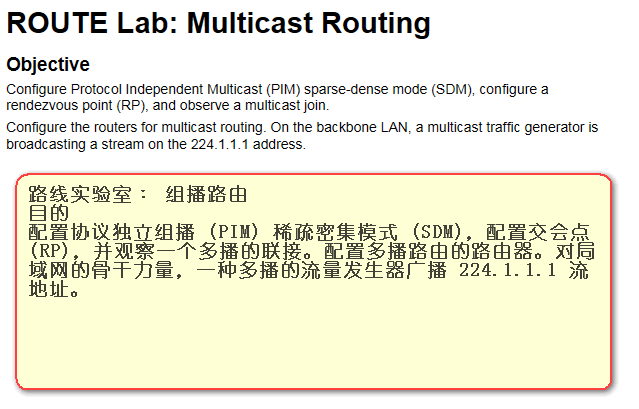 ROUTE Lab: Multicast Routing
Objective
Configure Protocol Independent Multicast (PIM) sparse-dense mode (SDM), configure a
rendezvous point (RP), and observe a multicast join.
Configure the routers for multicast routing. On the backbone LAN, a multicast traffic generator is
broadcasting a stream on the 224.1.1.1 address.
路线实验室： 组播路由
目的
配置协议独立组播 (PIM) 稀疏密集模式 (SDM)，配置交会点
(RP)，并观察一个多播的联接。配置多播路由的路由器。对局
域网的骨干力量，一种多播的流量发生器广播 224.1.1.1 流
地址。